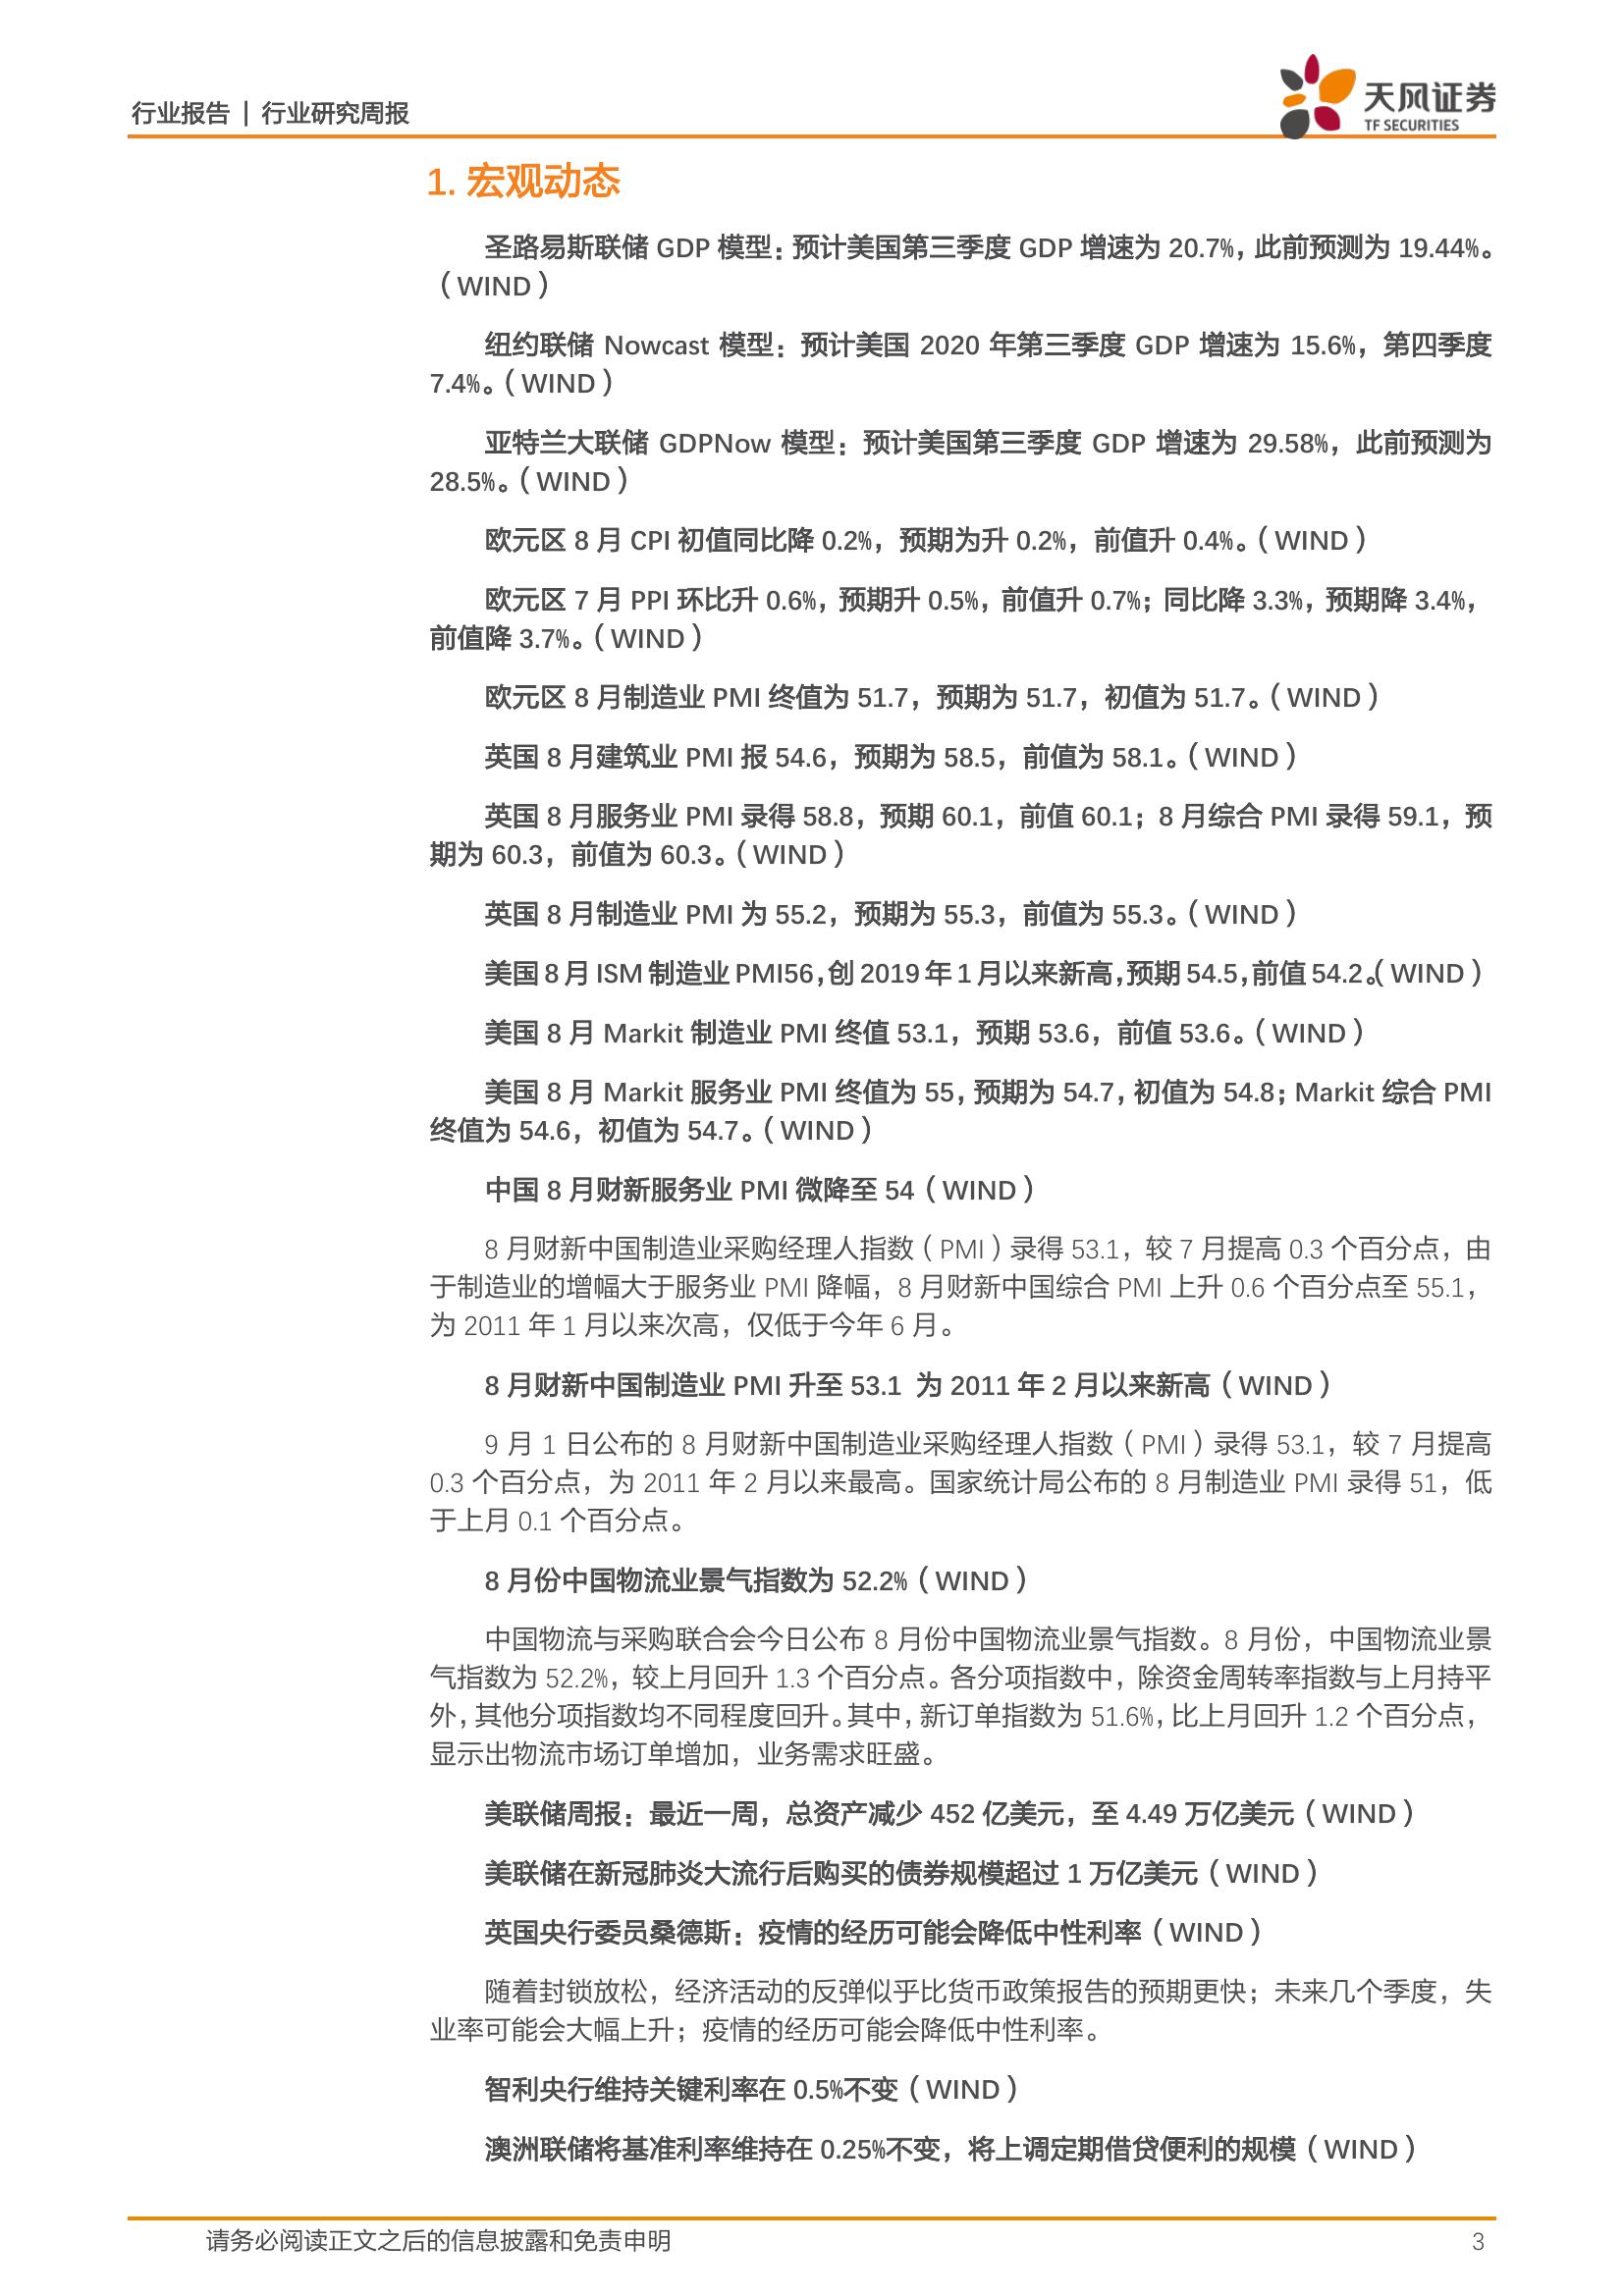 行业报告 | 行业研究周报
天风证券
TF SECURITIES
1. 宏观动态
圣路易斯联储 GDP 模型：预计美国第三季度 GDP 增速为 20.7%，此前预测为 19.44%。
（WIND）
纽约联储 Nowcast 模型：预计美国 2020 年第三季度 GDP 增速为 15.6%，第四季度
7.4%。（WIND）
亚特兰大联储 GDPNow 模型：预计美国第三季度 GDP 增速为 29.58%，此前预测为
28.5%。（WIND）
欧元区 8 月 CPI 初值同比降 0.2%，预期为升 0.2%，前值升 0.4%。（WIND）
欧元区 7 月 PPI 环比升 0.6%，预期升 0.5%，前值升 0.7%；同比降 3.3%，预期降 3.4%，
前值降 3.7%。（WIND）
欧元区 8 月制造业 PMI 终值为 51.7，预期为 51.7，初值为 51.7。（WIND）
英国 8 月建筑业 PMI 报 54.6，预期为 58.5，前值为 58.1。（WIND）
英国 8 月服务业 PMI 录得 58.8，预期 60.1，前值 60.1；8 月综合 PMI 录得 59.1，预
期为 60.3，前值为 60.3。（WIND）
英国 8 月制造业 PMI 为 55.2，预期为 55.3，前值为 55.3。（WIND）
美国 8 月 ISM 制造业 PMI56，创 2019 年 1 月以来新高，预期 54.5，前值 54.2。（WIND）
美国 8 月 Markit 制造业 PMI 终值 53.1，预期 53.6，前值 53.6。（WIND）
美国 8 月 Markit 服务业 PMI 终值为 55，预期为 54.7，初值为 54.8；Markit 综合 PMI
终值为 54.6，初值为 54.7。（WIND）
中国 8 月财新服务业 PMI 微降至 54（WIND）
8 月财新中国制造业采购经理人指数（PMI）录得 53.1，较 7 月提高 0.3 个百分点，由
于制造业的增幅大于服务业 PMI 降幅，8 月财新中国综合 PMI 上升 0.6 个百分点至 55.1，
为 2011 年 1 月以来次高，仅低于今年 6 月。
8 月财新中国制造业 PMI 升至 53.1 为 2011 年 2 月以来新高（WIND）
9 月 1 日公布的 8 月财新中国制造业采购经理人指数（PMI）录得 53.1，较 7 月提高
0.3 个百分点，为 2011 年 2 月以来最高。国家统计局公布的 8 月制造业 PMI 录得 51，低
于上月 0.1 个百分点。
8 月份中国物流业景气指数为 52.2%（WIND）
中国物流与采购联合会今日公布 8 月份中国物流业景气指数。8 月份，中国物流业景
气指数为 52.2%，较上月回升 1.3 个百分点。各分项指数中，除资金周转率指数与上月持平
外，其他分项指数均不同程度回升。其中，新订单指数为 51.6%，比上月回升 1.2 个百分点，
显示出物流市场订单增加，业务需求旺盛。
美联储周报：最近一周，总资产减少 452 亿美元，至 4.49 万亿美元（WIND）
美联储在新冠肺炎大流行后购买的债券规模超过 1 万亿美元（WIND）
英国央行委员桑德斯：疫情的经历可能会降低中性利率（WIND）
随着封锁放松，经济活动的反弹似乎比货币政策报告的预期更快；未来几个季度，失
业率可能会大幅上升；疫情的经历可能会降低中性利率。
智利央行维持关键利率在 0.5%不变（WIND）
澳洲联储将基准利率维持在 0.25%不变，将上调定期借贷便利的规模（WIND）
请务必阅读正文之后的信息披露和免责申明
3